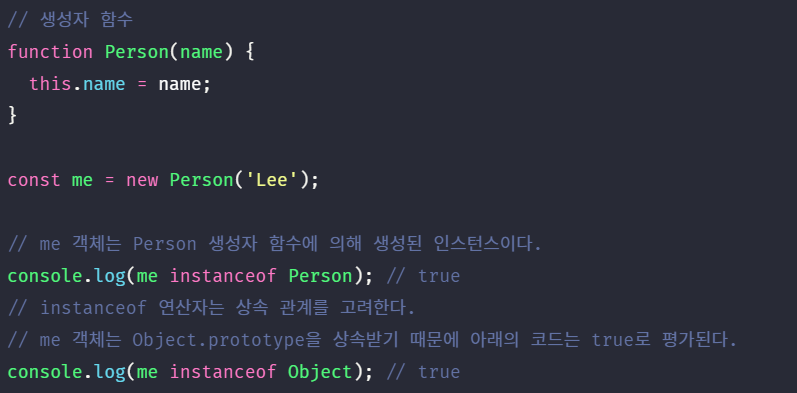 // 생성자 함수
function Person(name) {
  this.name = name;
}
const me = new Person('Lee');
// me 객체는 Person 생성자 함수에 의해 생성된 인스턴스이다.
console.log(me instanceof Person); // true
// instanceof 연산자는 상속 관계를 고려한다.
// me 객체는 Object.prototype을 상속받기 때문에 아래의 코드는 true로 평가된다.
console.log(me instanceof Object); // true